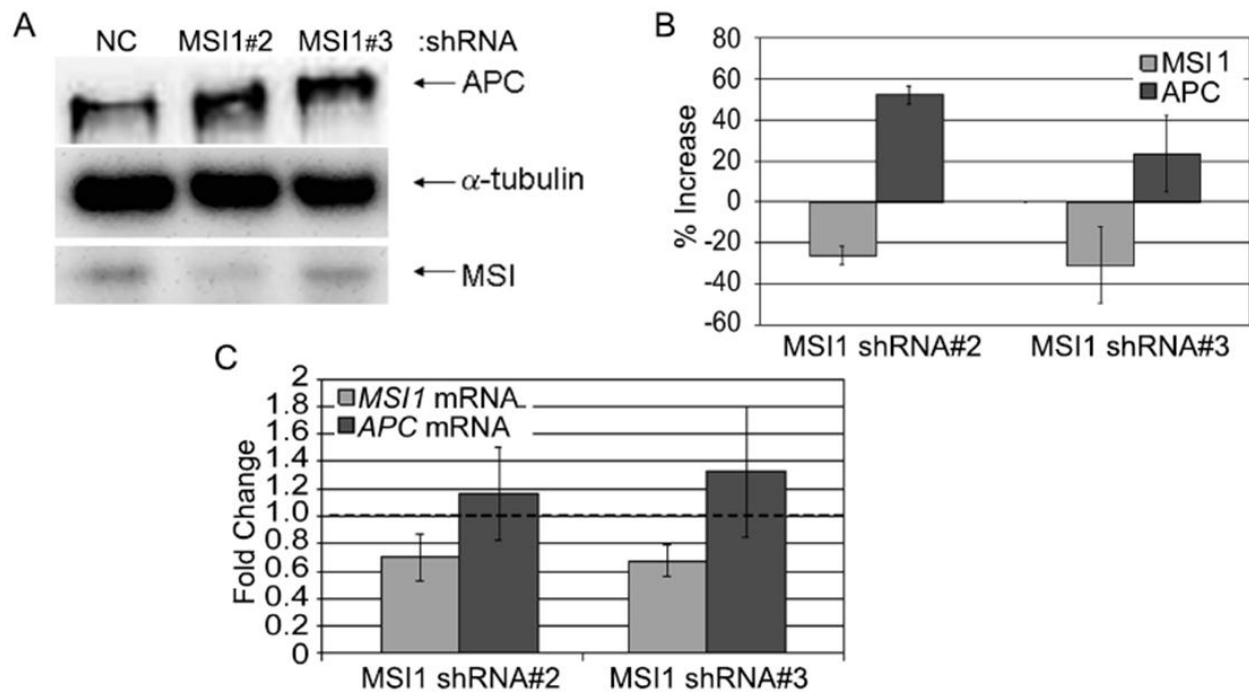 A
NC MSI1#2 MSI1#3 :shRNA
APC
α-tubulin
MSI
B
% Increase
80
60
40
20
0
-20
-40
-60
MSI 1
APC
MSI1 shRNA#2 MSI1 shRNA#3
C
Fold Change
2
1.8
1.6
1.4
1.2
1.0
0.8
0.6
0.4
0.2
0
MSI1 mRNA
APC mRNA
MSI1 shRNA#2 MSI1 shRNA#3